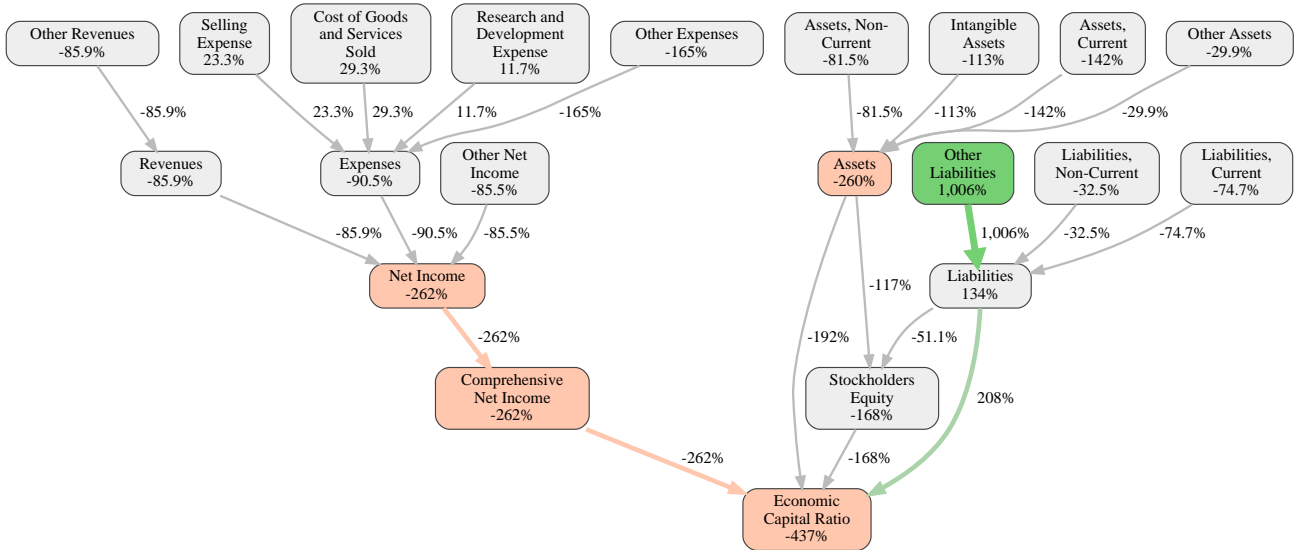 Other Revenues
-85.9%
Selling
Expense
23.3%
Cost of Goods
and Services
Sold
29.3%
Research and
Development
Expense
11.7%
Other Expenses
-165%
Assets, Non-
Current
-81.5%
Intangible
Assets
-113%
Assets,
Current
-142%
Other Assets
-29.9%
-85.9%
23.3%
29.3%
11.7%
-165%
-81.5%
-113%
-142%
-29.9%
Revenues
-85.9%
Expenses
-90.5%
Other Net
Income
-85.5%
Assets
-260%
Other
Liabilities
1,006%
Liabilities,
Non-Current
-32.5%
Liabilities,
Current
-74.7%
-85.9%
-90.5%
-85.5%
1,006%
-32.5%
-74.7%
Net Income
-262%
-117%
Liabilities
134%
-262%
-192%
-51.1%
Comprehensive
Net Income
-262%
Stockholders
Equity
-168%
208%
-262%
-168%
Economic
Capital Ratio
-437%